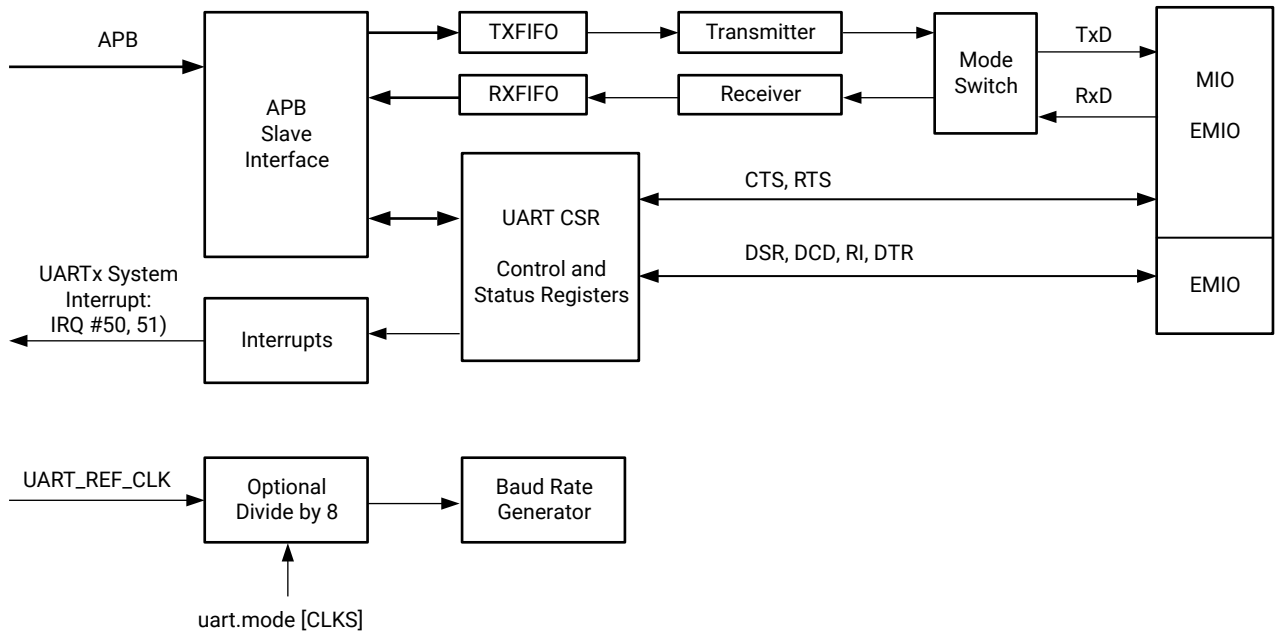 APB
APB
Slave
Interface
TXFIFO
Transmitter
RXFIFO
Receiver
Mode
Switch
TxD
RxD
MIO
EMIO
CTS, RTS
UART CSR
Control and
Status Registers
DSR, DCD, RI, DTR
EMIO
UARTx System
Interrupt:
IRQ #50, 51)
Interrupts
UART_REF_CLK
Optional
Divide by 8
Baud Rate
Generator
uart.mode [CLKS]